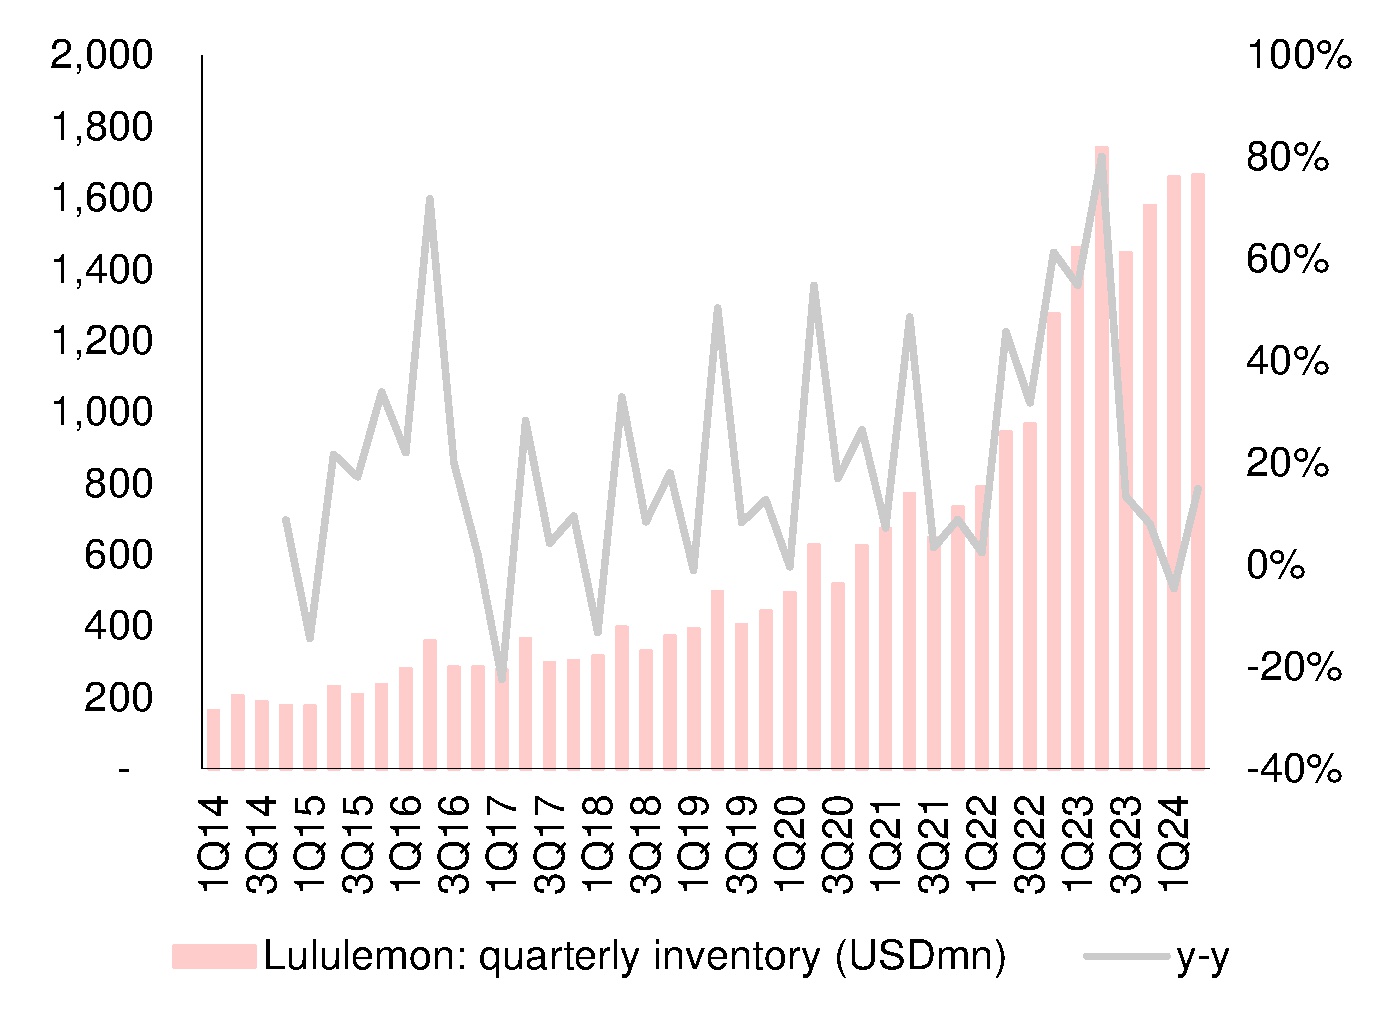 2,000
1,800
1,600
1,400
1,200
1,000
800
600
400
200
-
100%
80%
60%
40%
20%
0%
-20%
-40%
1Q14
3Q14
1Q15
3Q15
1Q16
3Q16
1Q17
3Q17
1Q18
3Q18
1Q19
3Q19
1Q20
3Q20
1Q21
3Q21
1Q22
3Q22
1Q23
3Q23
1Q24
Lululemon: quarterly inventory (USDmn)
y-y